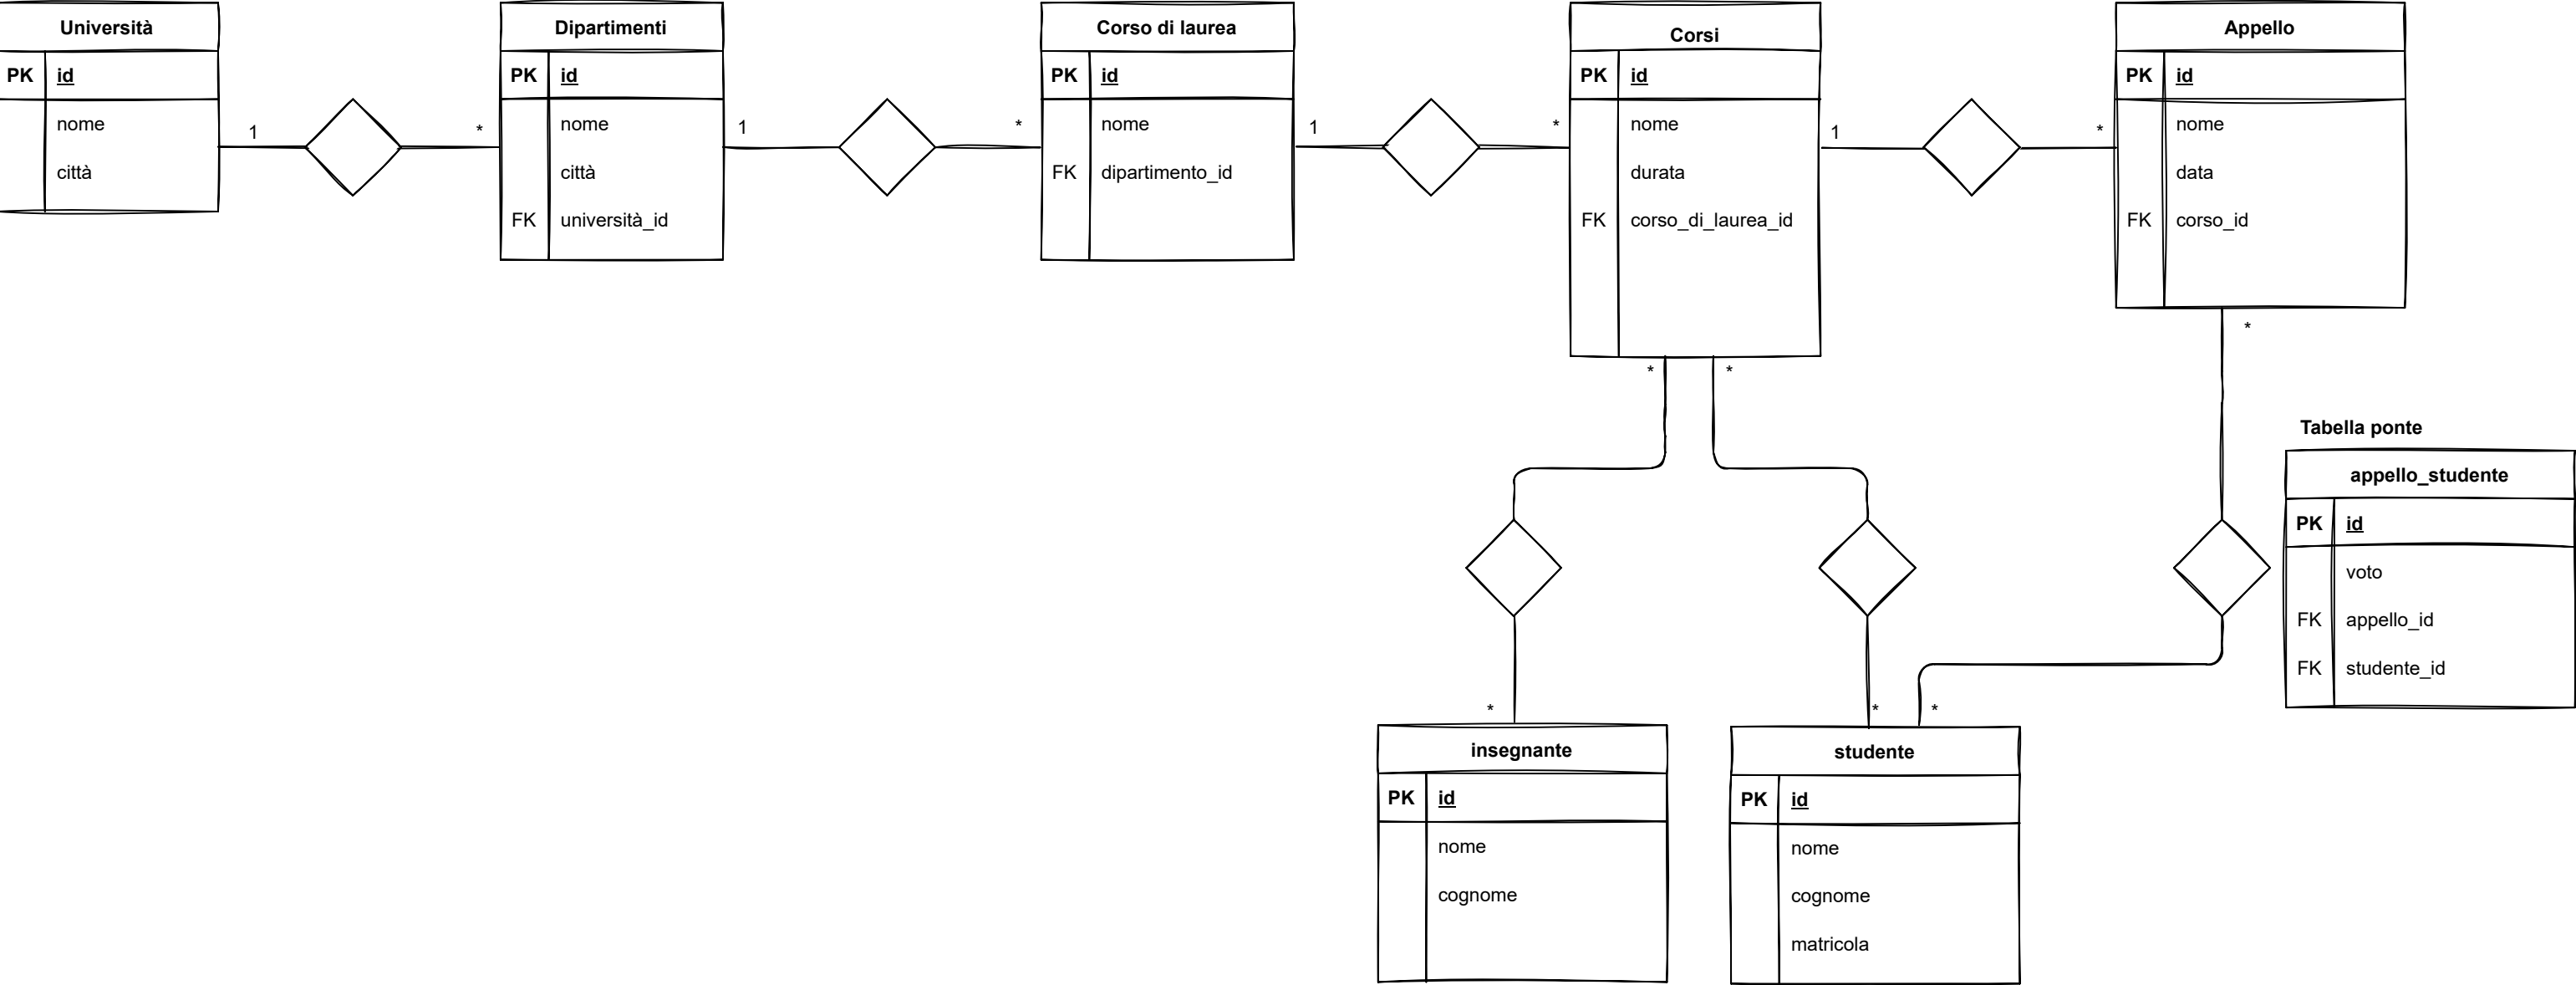 Università
PK id
nome
città
1
*
Dipartimenti
PK id
nome
città
FK università_id
1
*
Corso di laurea
PK id
nome
FK dipartimento_id
1
*
Corsi
PK id
nome
durata
FK corso_di_laurea_id
1
*
Appello
PK id
nome
data
FK corso_id
*
*
*
Tabella ponte
appello_studente
PK id
voto
FK appello_id
FK studente_id
*
*
*
insegnante
PK id
nome
cognome
studente
PK id
nome
cognome
matricola